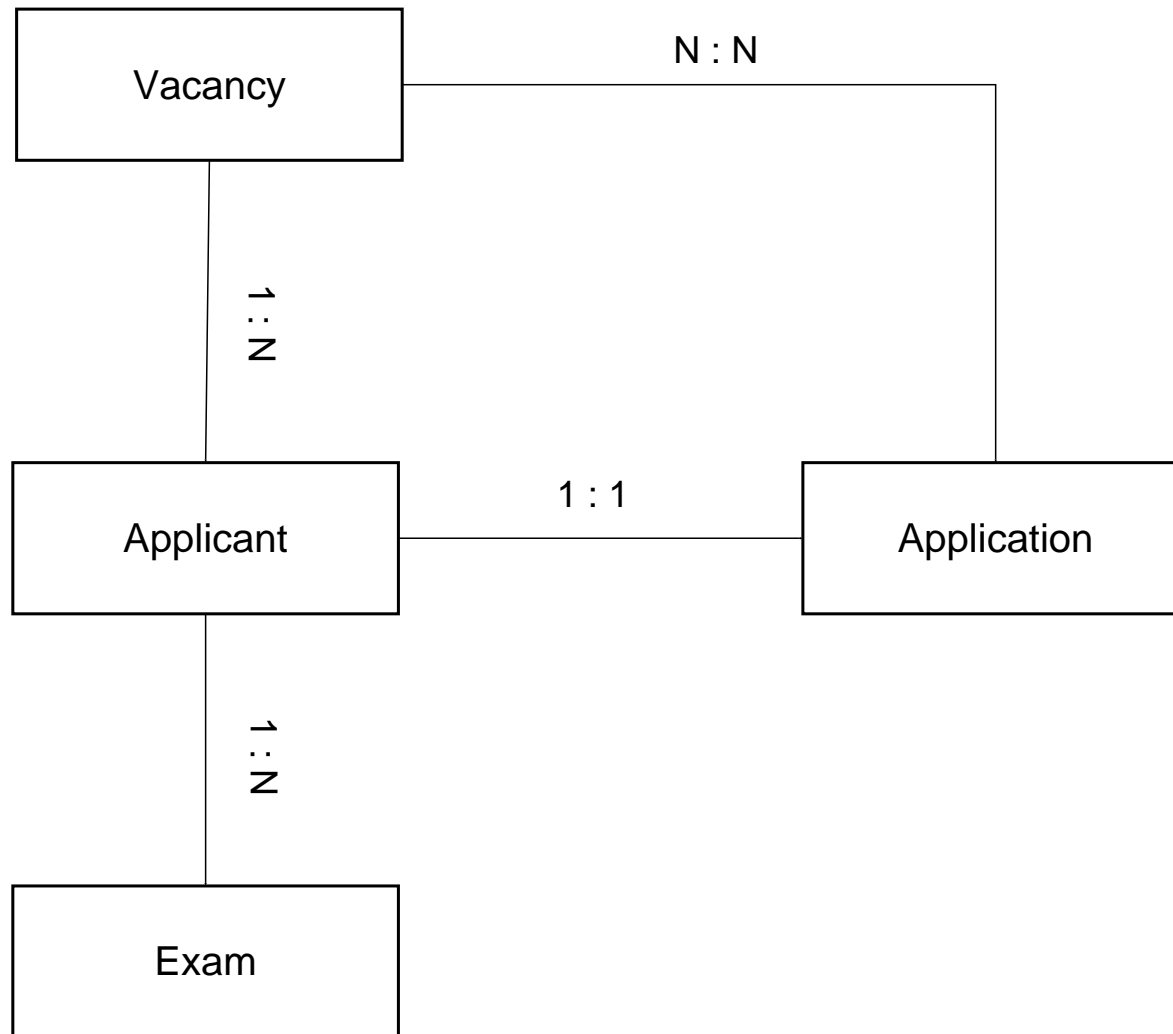 N : N
Vacancy
1 : N
1 : 1
Applicant
Application
1 : N
Exam